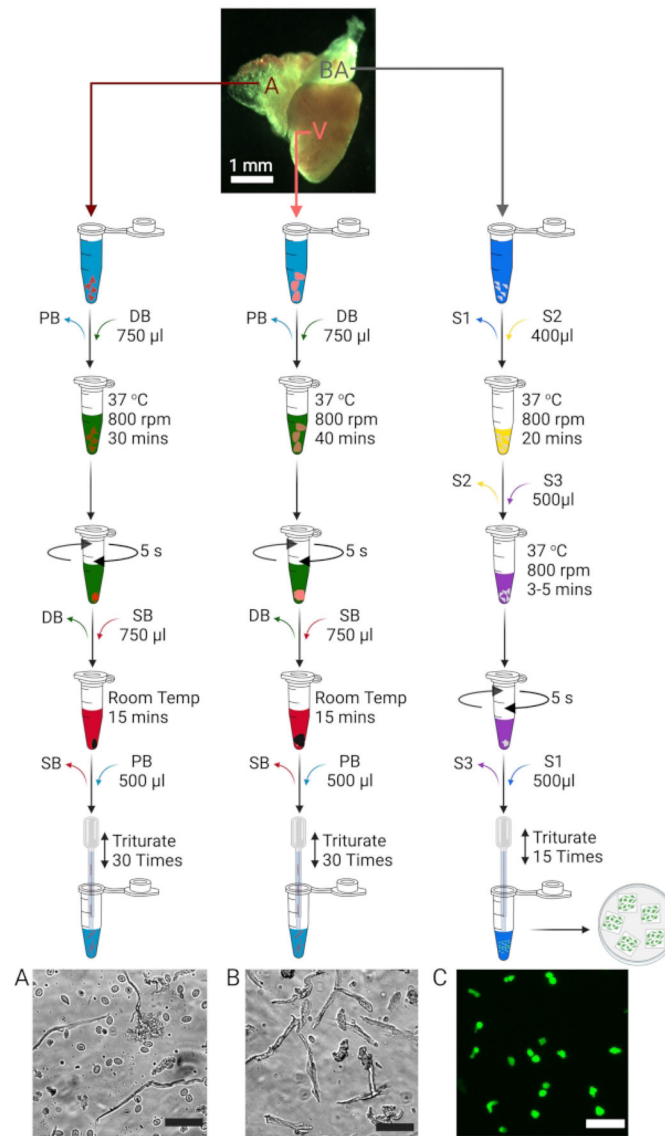 A
BA
V
1 mm
PB
DB
750 µl
PB
DB
750 µl
S1
S2
400µl
37 °C
800 rpm
30 mins
37 °C
800 rpm
40 mins
37 °C
800 rpm
20 mins
S2
S3
500µl
5 s
5 s
37 °C
800 rpm
3-5 mins
DB
SB
750 µl
DB
SB
750 µl
Room Temp
15 mins
Room Temp
15 mins
5 s
SB
PB
500 µl
SB
PB
500 µl
S3
S1
500µl
Triturate
30 Times
Triturate
30 Times
Triturate
15 Times
A
B
C